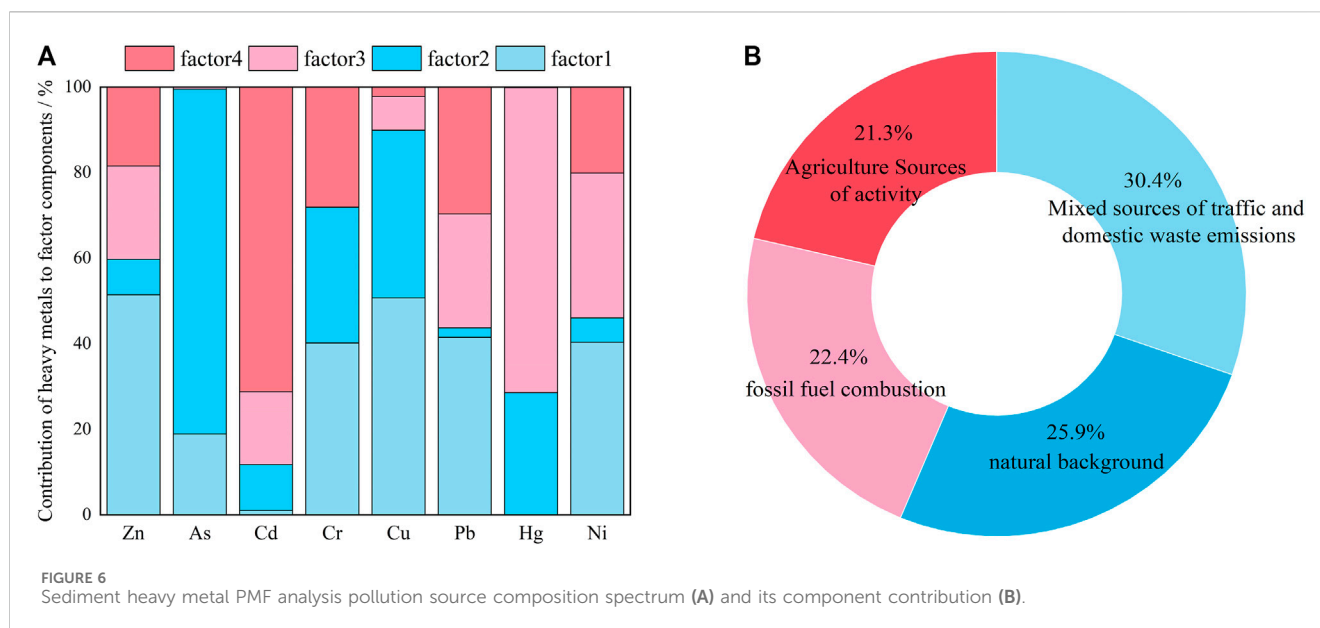 A
factor4 factor3 factor2 factor1
Contribution of heavy metals to factor components / %
100
80
60
40
20
0
Zn As Cd Cr Cu Pb Hg Ni
B
21.3%
Agriculture Sources
of activity
30.4%
Mixed sources of traffic and
domestic waste emissions
22.4%
fossil fuel combustion
25.9%
natural background
FIGURE 6
Sediment heavy metal PMF analysis pollution source composition spectrum (A) and its component contribution (B).